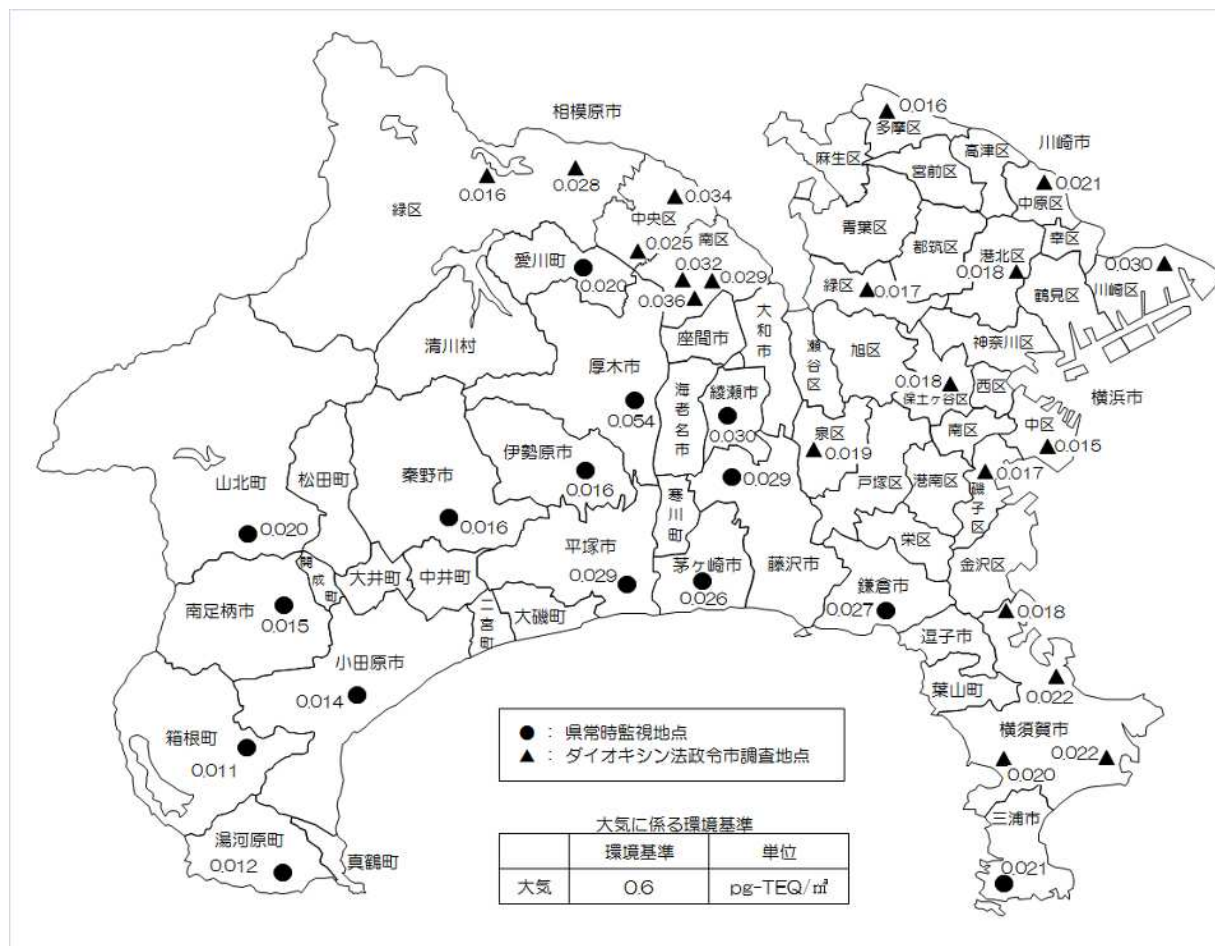 相模原市
0.016
多摩区
川崎市
麻生区
高津区
宮前区
0.021
中原区
0.016
0.028
0.034
緑区
中央区
青葉区
都筑区
幸区
0.025
南区
港北区
0.018
0.030
川崎区
愛川町
0.020
0.032
0.029
0.036
緑区
0.017
鶴見区
大和市
清川村
座間市
瀬谷区
旭区
神奈川区
厚木市
0.054
海老名市
綾瀬市
0.030
0.018
保土ヶ谷区
西区
横浜市
南区
中区
0.015
伊勢原市
0.016
泉区
0.019
0.017
山北町
松田町
秦野市
0.029
戸塚区
港南区
磯子区
0.020
0.016
寒川町
栄区
平塚市
0.029
茅ヶ崎市
0.026
藤沢市
金沢区
開成町
大井町
中井町
鎌倉市
0.027
0.018
南足柄市
0.015
二宮町
大磯町
逗子市
小田原市
0.014
葉山町
0.022
箱根町
0.011
横須賀市
0.022
0.020
● : 県常時監視地点
▲ : ダイオキシン法政令市調査地点
三浦市
0.021
湯河原町
0.012
真鶴町
大気に係る環境基準
環境基準 単位
大気 0.6 pg-TEQ/㎥